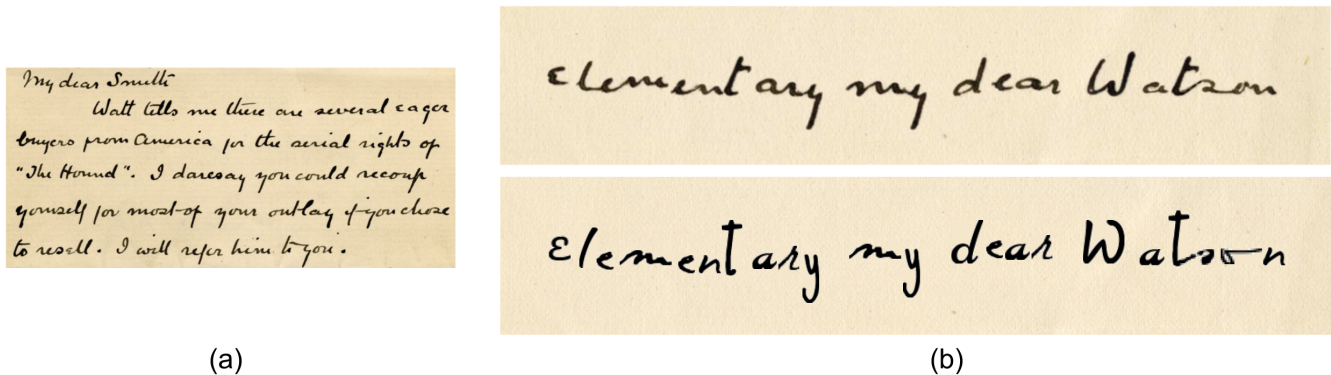 My dear Smith
Watt tells me there are several eager
buyers from America for the serial rights of
"The Hound". I daresay you could recoup
yourself for most of your outlay if you chose
to resell. I will refer him to you.
(a)
Elementary my dear Watson
Elementary my dear Watson
(b)